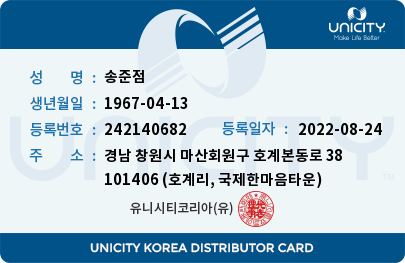 UNICITY
Make Life Better
성 명 : 송준점
생년월일 : 1967-04-13
등록번호 : 242140682 등록일자 : 2022-08-24
주 소 : 경남 창원시 마산회원구 호계본동로 38
101406 (호계리, 국제한마음타운)
유니시티코리아(유)
UNICITY
UNICITY KOREA DISTRIBUTOR CARD